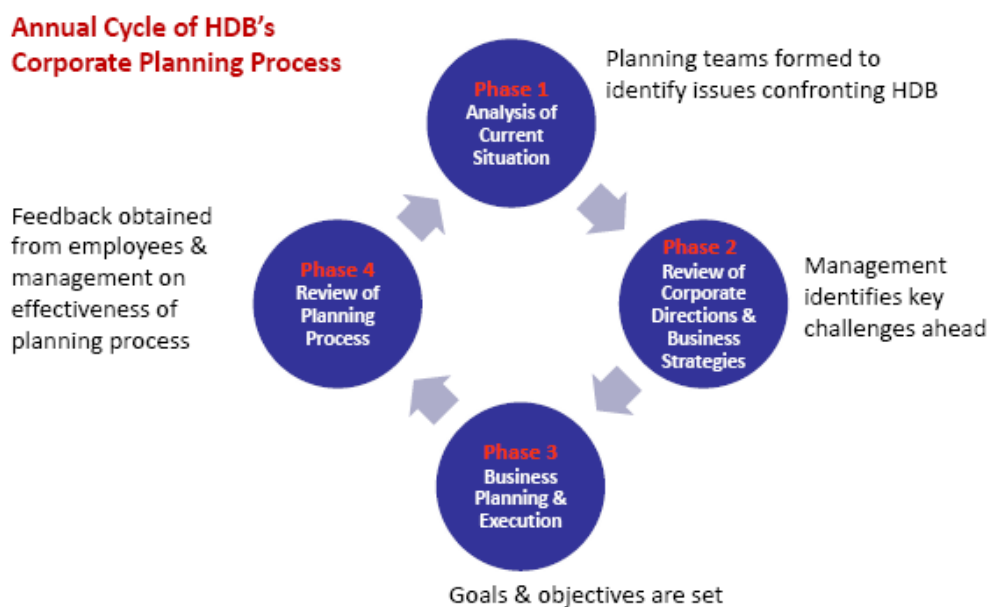 Annual Cycle of HDB's
Corporate Planning Process
Phase 1
Analysis of
Current
Situation
Planning teams formed to
identify issues confronting HDB
Phase 2
Review of
Corporate
Directions &
Business
Strategies
Management
identifies key
challenges ahead
Phase 3
Business
Planning &
Execution
Goals & objectives are set
Phase 4
Review of
Planning
Process
Feedback obtained
from employees &
management on
effectiveness of
planning process